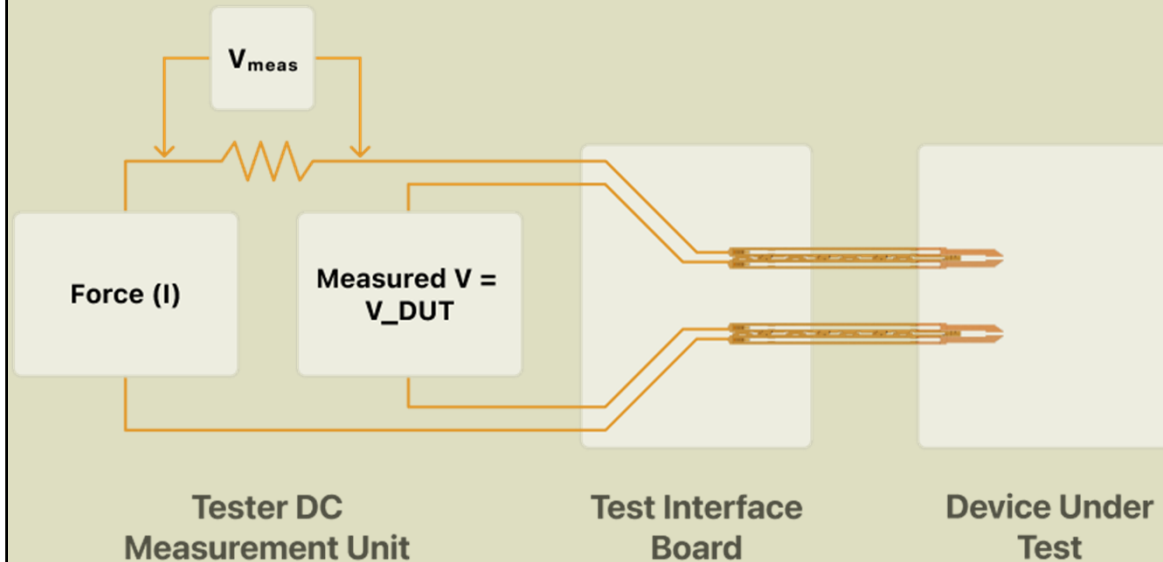 Vmeas
Force (I)
Measured V =
V_DUT
Tester DC
Measurement Unit
Test Interface
Board
Device Under
Test